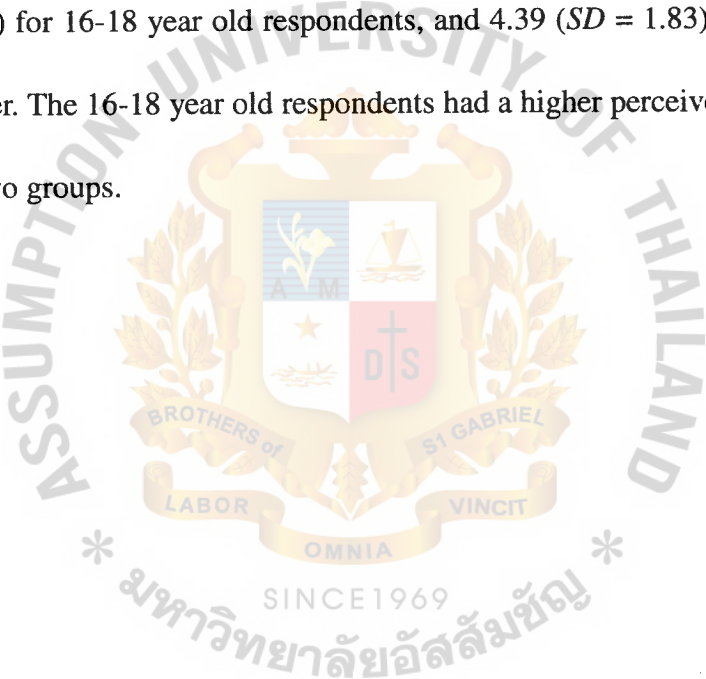 ) for 16-18 year old respondents, and 4.39 (SD = 1.83)
er. The 16-18 year old respondents had a higher perceive
vo groups.
ASSUMPTION UNIVERSITY OF THAILAND
A M
D S
BROTHERS of S1 GABRIEL
LABOR VINCIT
OMNIA
SINCE1969
* มหาวิทยาลัยอัสสัมชัญ *